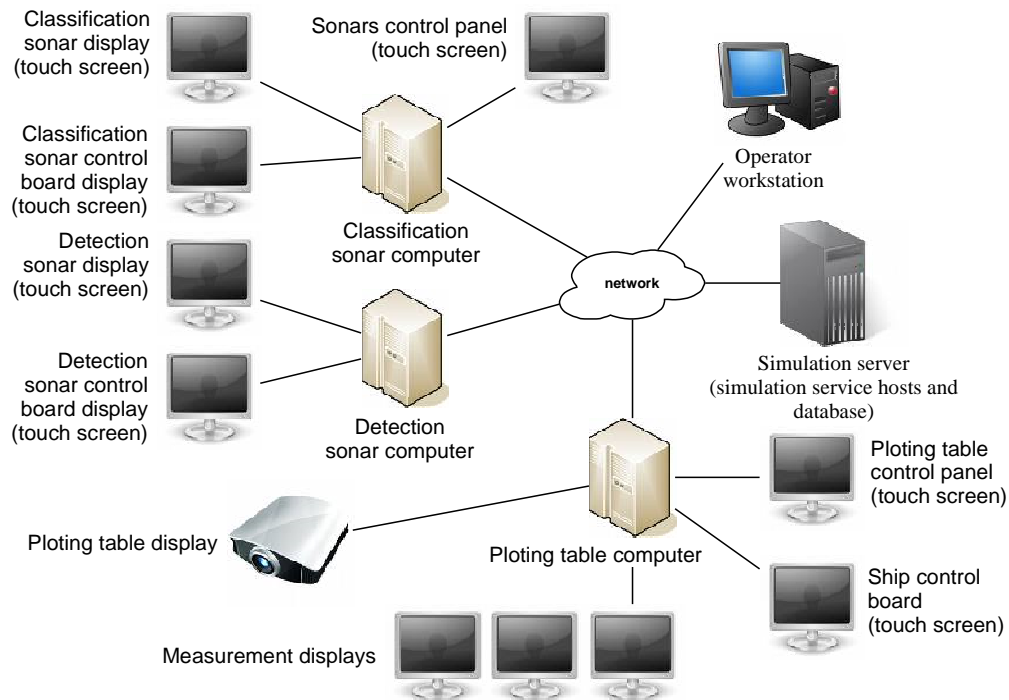 Classification
sonar display
(touch screen)
Sonars control panel
(touch screen)
Classification
sonar control
board display
(touch screen)
Operator
workstation
Classification
sonar computer
Detection
sonar display
(touch screen)
network
Detection
sonar control
board display
(touch screen)
Detection
sonar computer
Simulation server
(simulation service hosts and
database)
Ploting table
control panel
(touch screen)
Ploting table display
Ploting table computer
Ship control
board
(touch screen)
Measurement displays